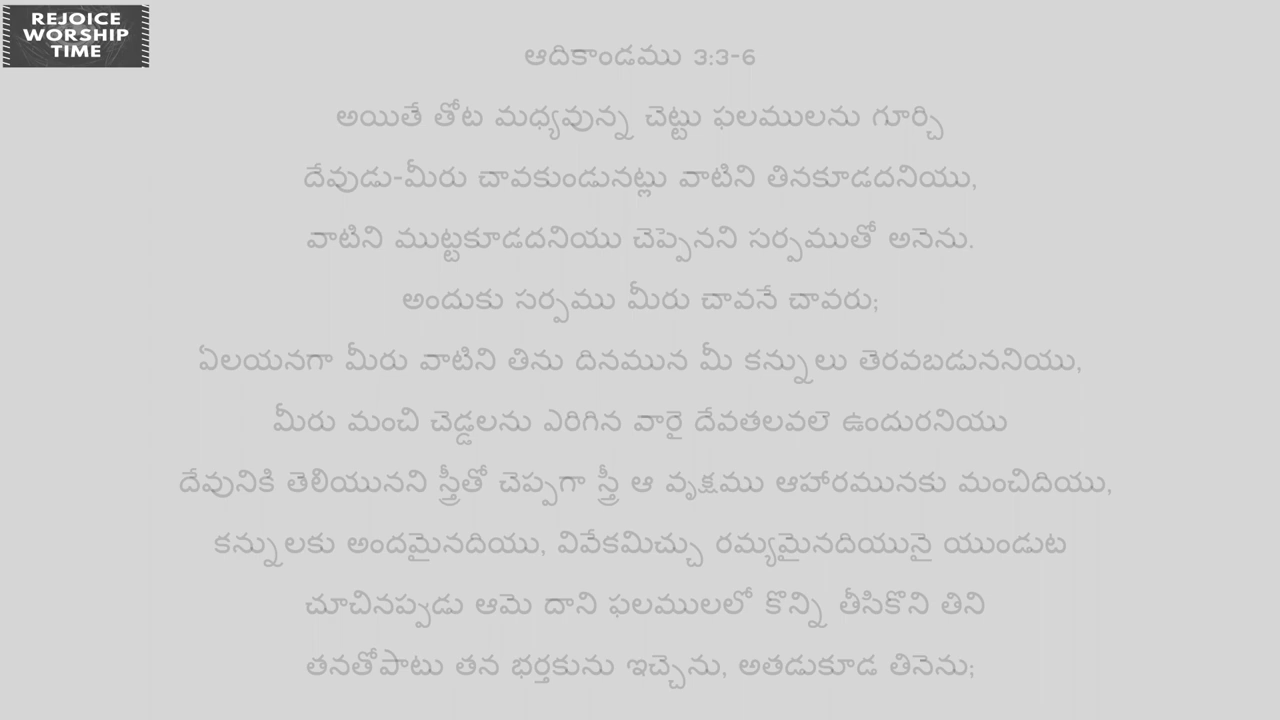 REJOICE
WORSHIP
TIME
ఆదికాండము 3:3-6
అయితే తోట మధ్యవున్న చెట్టు ఫలములను గూర్చి
దేవుడు-మీరు చావకుండునట్లు వాటిని తినకూడదనియు,
వాటిని ముట్టకూడదనియు చెప్పెనని సర్పముతో అనెను.
అందుకు సర్పము మీరు చావనే చావరు;
ఏలయనగా మీరు వాటిని తిను దినమున మీ కన్నులు తెరవబడుననియు,
మీరు మంచి చెడ్డలను ఎరిగిన వారై దేవతలవలె ఉందురనియు
దేవునికి తెలియునని స్త్రీతో చెప్పగా స్త్రీ ఆ వృక్షము ఆహారమునకు మంచిదియు,
కన్నులకు అందమైనదియు, వివేకమిచ్చు రమ్యమైనదియునై యుండుట
చూచినప్పడు ఆమె దాని ఫలములలో కొన్ని తీసికొని తిని
తనతోపాటు తన భర్తకును ఇచ్చెను, అతడుకూడ తినెను;